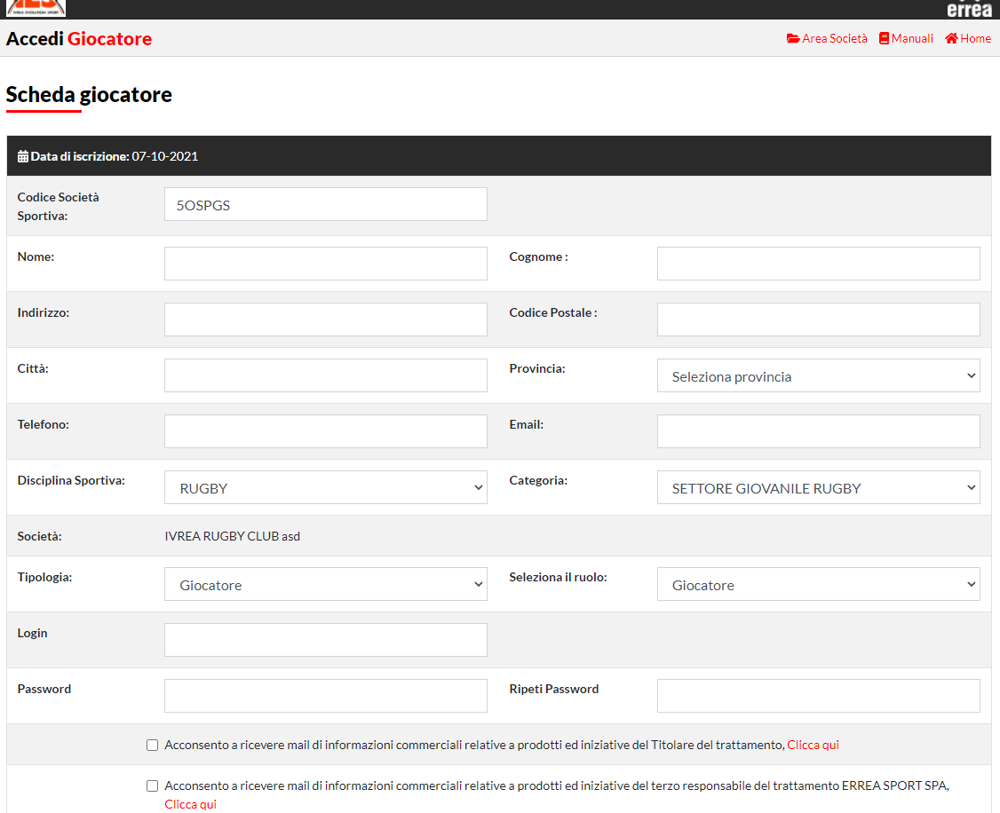 IVREA EVOLUTION SPORT
erreà
Accedi Giocatore
Area Società Manuali Home
Scheda giocatore
Data di iscrizione: 07-10-2021
Codice Società
Sportiva:
5OSPGS
Nome:
Cognome :
Indirizzo:
Codice Postale :
Città:
Provincia:
Seleziona provincia
Telefono:
Email:
Disciplina Sportiva:
RUGBY
Categoria:
SETTORE GIOVANILE RUGBY
Società:
IVREA RUGBY CLUB asd
Tipologia:
Giocatore
Seleziona il ruolo:
Giocatore
Login
Password
Ripeti Password
Acconsento a ricevere mail di informazioni commerciali relative a prodotti ed iniziative del Titolare del trattamento, Clicca qui
Acconsento a ricevere mail di informazioni commerciali relative a prodotti ed iniziative del terzo responsabile del trattamento ERREA SPORT SPA,
Clicca qui